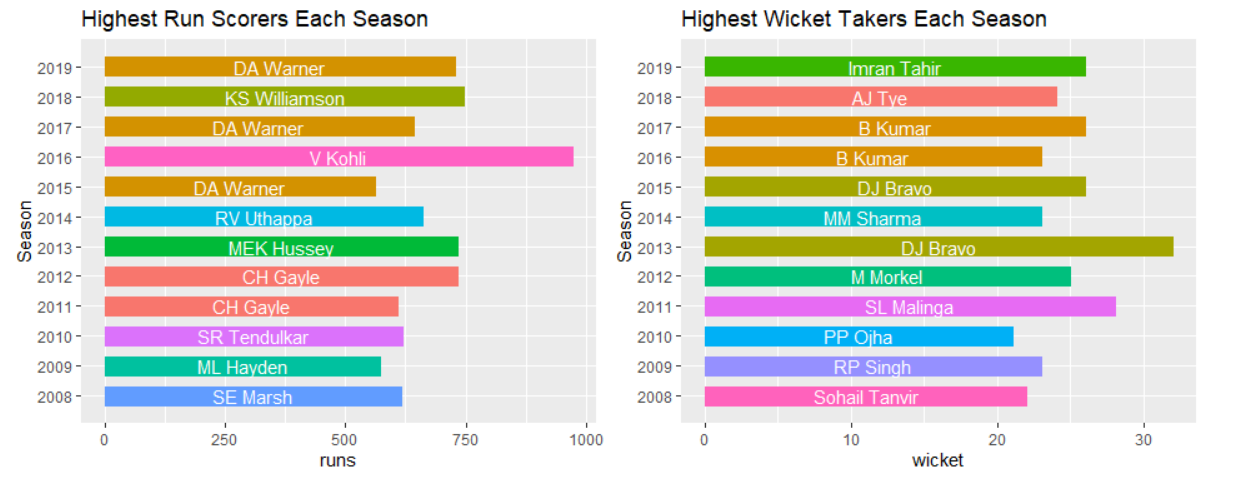 Highest Run Scorers Each Season
Season
2019 DA Warner
2018 KS Williamson
2017 DA Warner
2016 V Kohli
2015 DA Warner
2014 RV Uthappa
2013 MEK Hussey
2012 CH Gayle
2011 CH Gayle
2010 SR Tendulkar
2009 ML Hayden
2008 SE Marsh
0 250 500 750 1000
runs
Highest Wicket Takers Each Season
Season
2019 Imran Tahir
2018 AJ Tye
2017 B Kumar
2016 B Kumar
2015 DJ Bravo
2014 MM Sharma
2013 DJ Bravo
2012 M Morkel
2011 SL Malinga
2010 PP Ojha
2009 RP Singh
2008 Sohail Tanvir
0 10 20 30
wicket